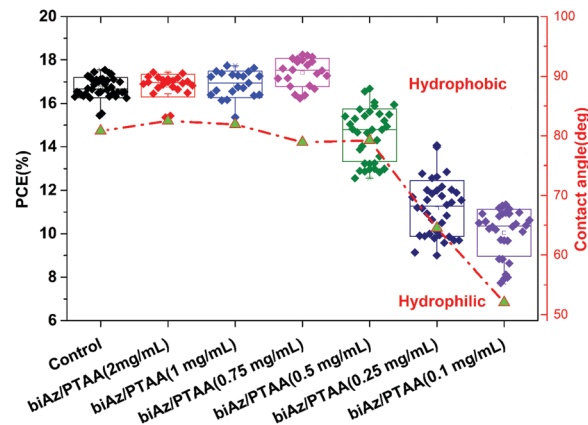 20
18
16
14
12
10
8
6
PCE(%)
100
90
80
70
60
50
Contact angle(deg)
Hydrophobic
Hydrophilic
Control
biAz/PTAA(2mg/mL)
biAz/PTAA(1 mg/mL)
biAz/PTAA(0.75 mg/mL)
biAz/PTAA(0.5 mg/mL)
biAz/PTAA(0.25 mg/mL)
biAz/PTAA(0.1 mg/mL)